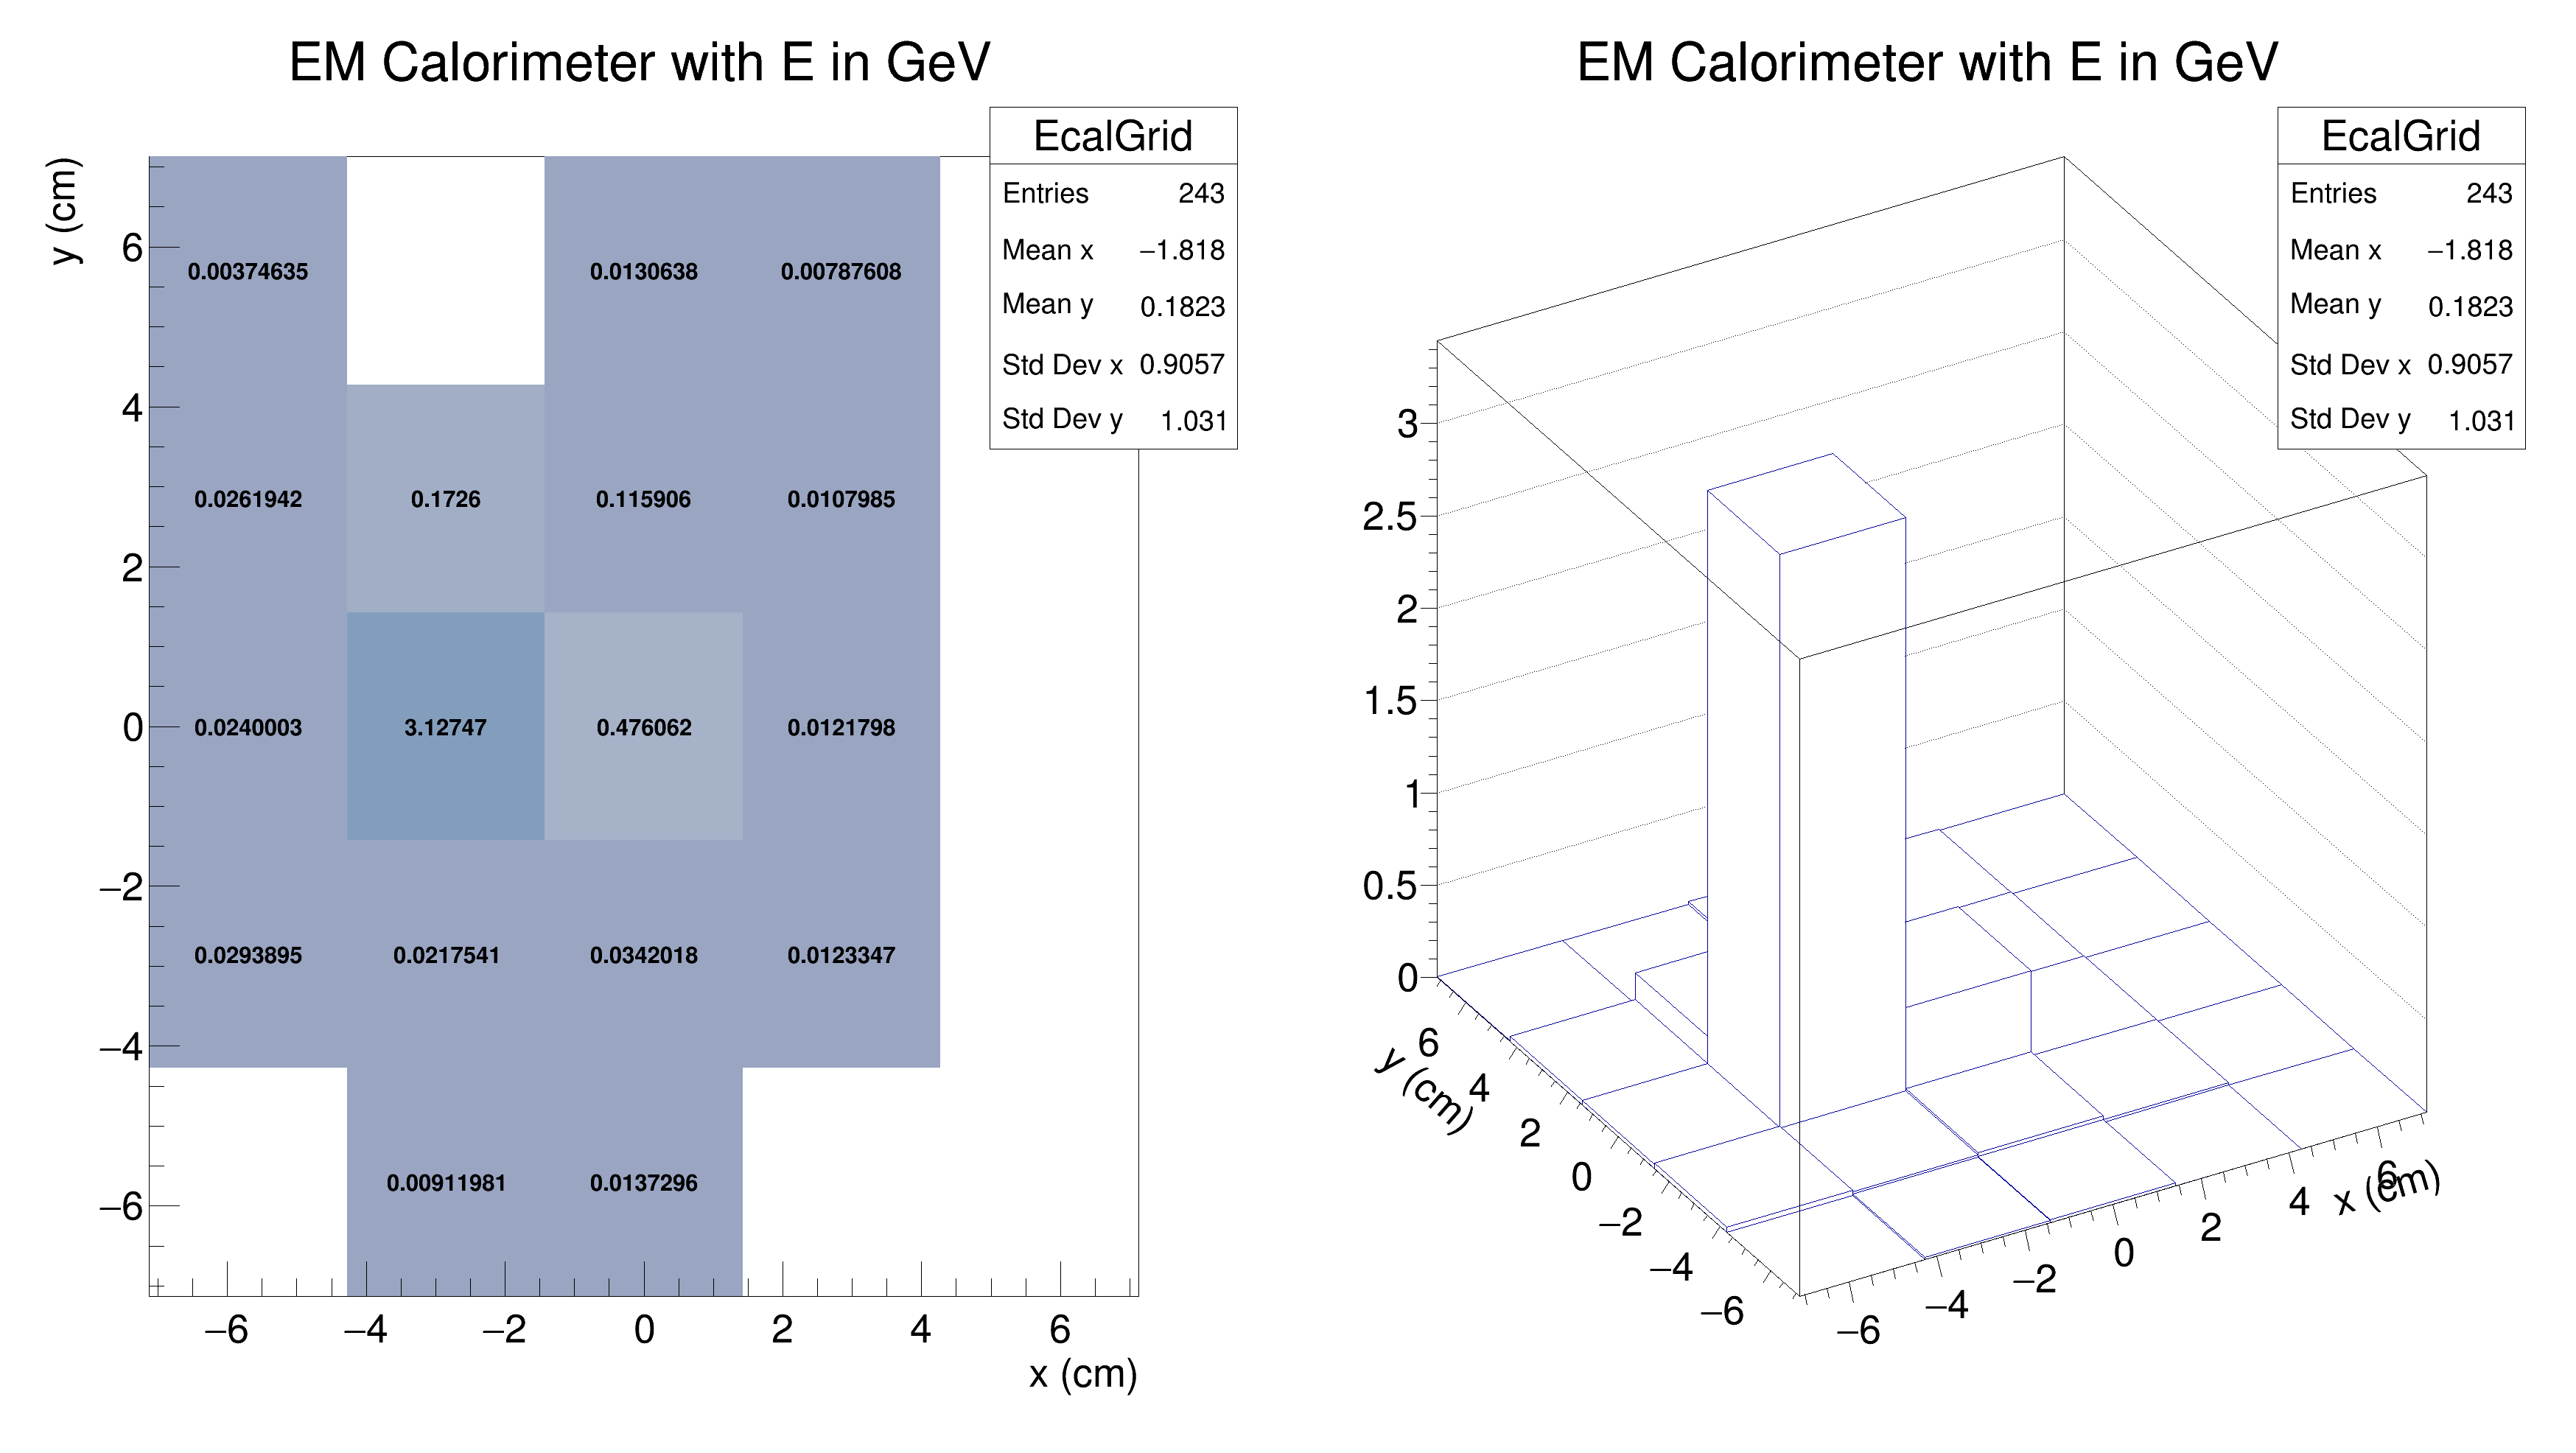 EM Calorimeter with E in GeV
EcalGrid
Entries 243
Mean x −1.818
Mean y 0.1823
Std Dev x 0.9057
Std Dev y 1.031
y (cm)
6
4
2
0
−2
−4
−6
0.00374635 0.0130638 0.00787608
0.0261942 0.1726 0.115906 0.0107985
0.0240003 3.12747 0.476062 0.0121798
0.0293895 0.0217541 0.0342018 0.0123347
0.00911981 0.0137296
−6 −4 −2 0 2 4 6
x (cm)
EM Calorimeter with E in GeV
EcalGrid
Entries 243
Mean x −1.818
Mean y 0.1823
Std Dev x 0.9057
Std Dev y 1.031
3
2.5
2
1.5
1
0.5
0
y (cm)
6
4
2
0
−2
−4
−6
−6 −4 −2 0 2 4 6
x (cm)